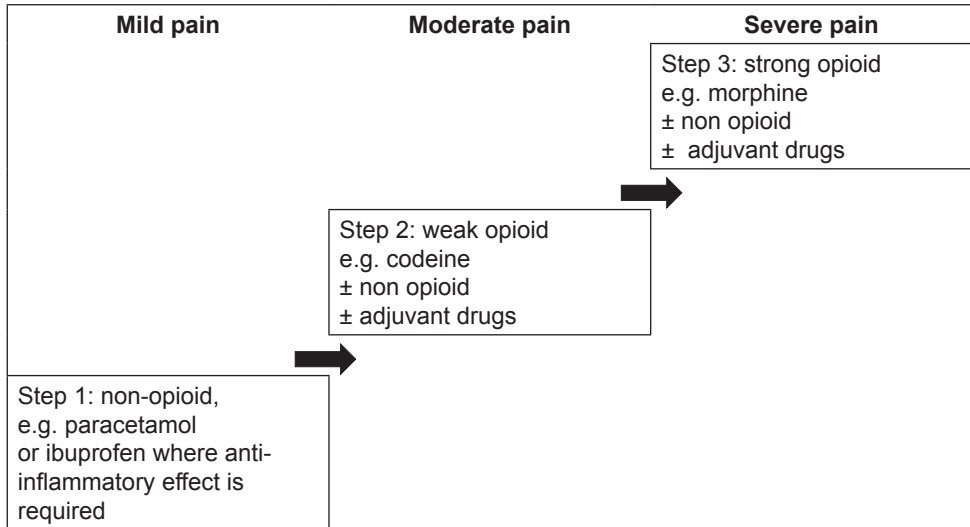 Mild pain
Moderate pain
Severe pain
Step 3: strong opioid
e.g. morphine
± non opioid
± adjuvant drugs
Step 2: weak opioid
e.g. codeine
± non opioid
± adjuvant drugs
Step 1: non-opioid,
e.g. paracetamol
or ibuprofen where anti-
inflammatory effect is
required